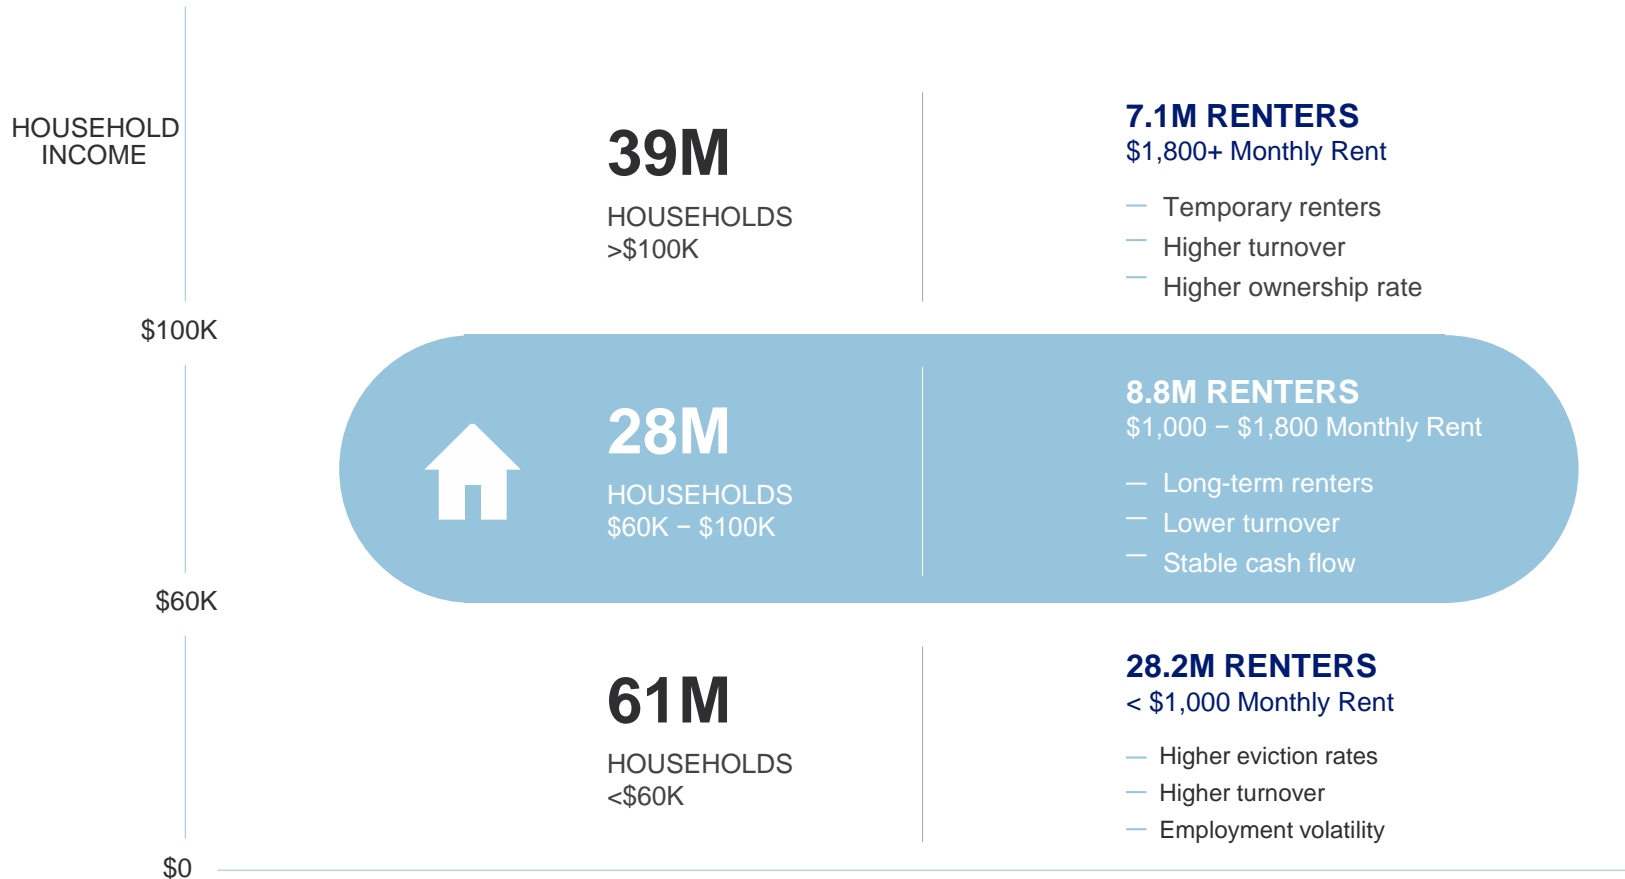 HOUSEHOLD
INCOME
39M
HOUSEHOLDS
>$100K
7.1M RENTERS
$1,800+ Monthly Rent
— Temporary renters
— Higher turnover
— Higher ownership rate
$100K
28M
HOUSEHOLDS
$60K − $100K
8.8M RENTERS
$1,000 − $1,800 Monthly Rent
— Long-term renters
— Lower turnover
— Stable cash flow
$60K
61M
HOUSEHOLDS
<$60K
28.2M RENTERS
< $1,000 Monthly Rent
— Higher eviction rates
— Higher turnover
— Employment volatility
$0